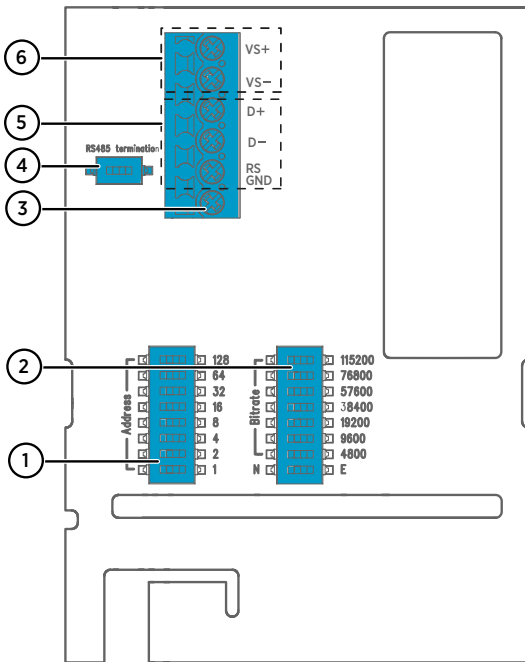 6
VS+
VS−
5
D+
D−
RS485 termination
RS
GND
4
3
2
Address
128
64
32
16
8
4
2
1
Bitrate
115200
76800
57600
38400
19200
9600
4800
N E
1